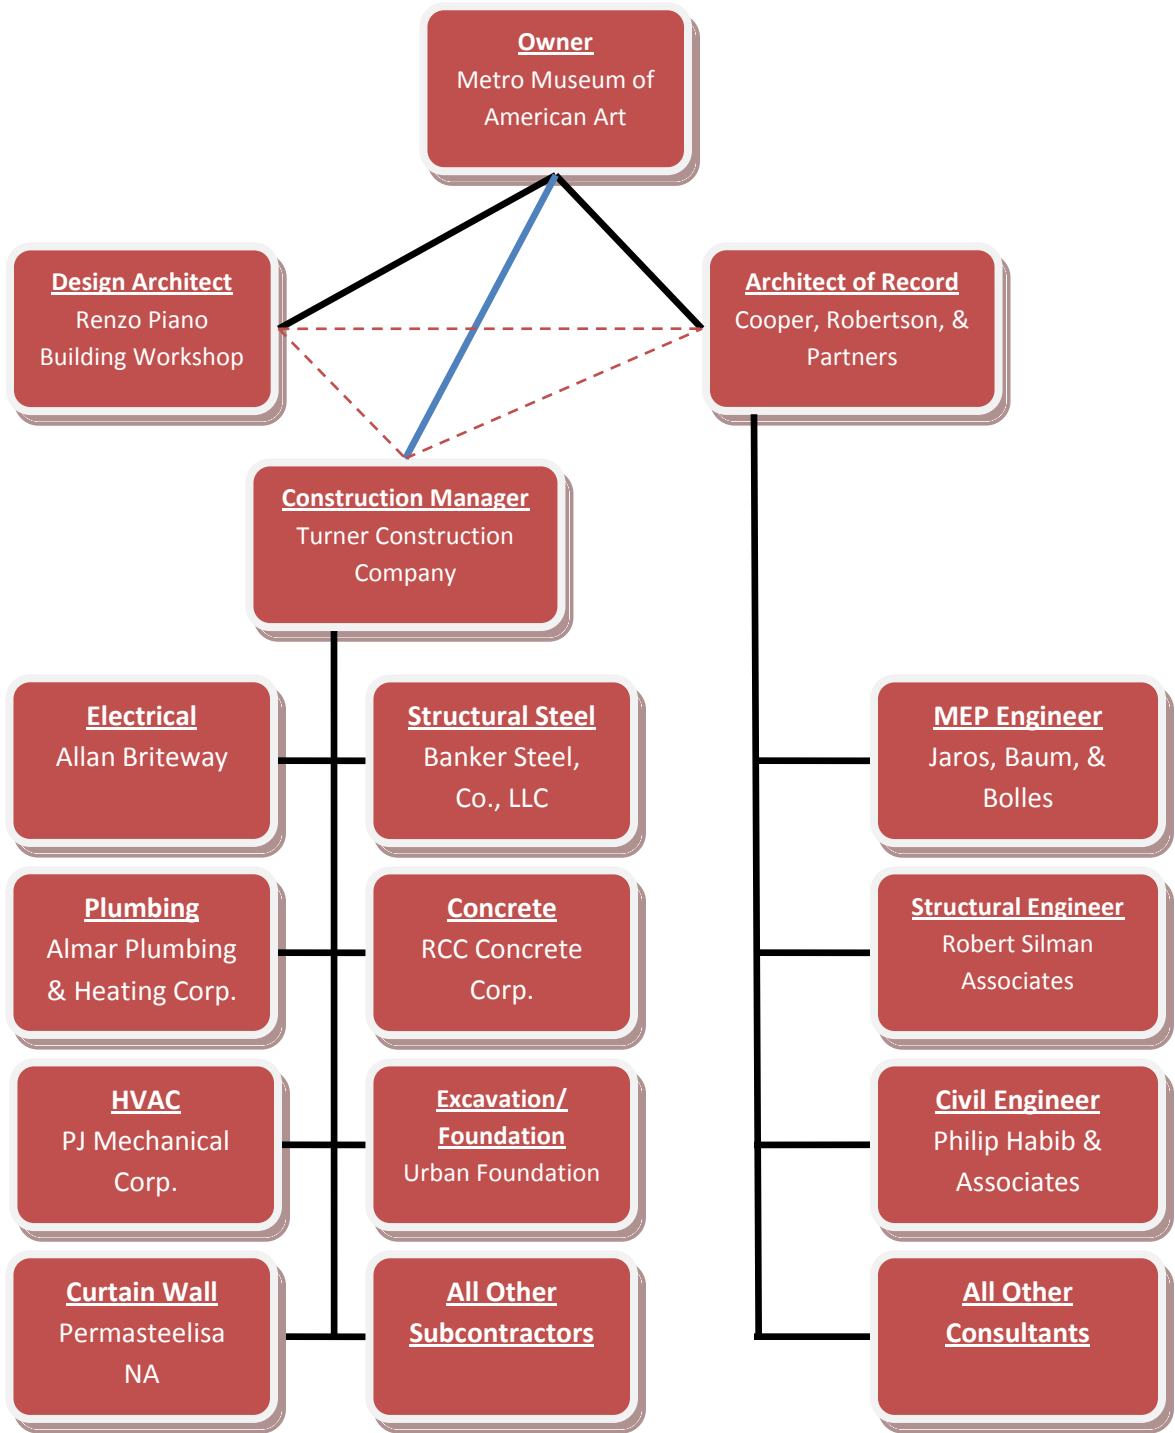 Owner
Metro Museum of
American Art
Design Architect
Renzo Piano
Building Workshop
Architect of Record
Cooper, Robertson, &
Partners
Construction Manager
Turner Construction
Company
Electrical
Allan Briteway
Structural Steel
Banker Steel,
Co., LLC
MEP Engineer
Jaros, Baum, &
Bolles
Plumbing
Almar Plumbing
& Heating Corp.
Concrete
RCC Concrete
Corp.
Structural Engineer
Robert Silman
Associates
HVAC
PJ Mechanical
Corp.
Excavation/
Foundation
Urban Foundation
Civil Engineer
Philip Habib &
Associates
Curtain Wall
Permasteelisa
NA
All Other
Subcontractors
All Other
Consultants